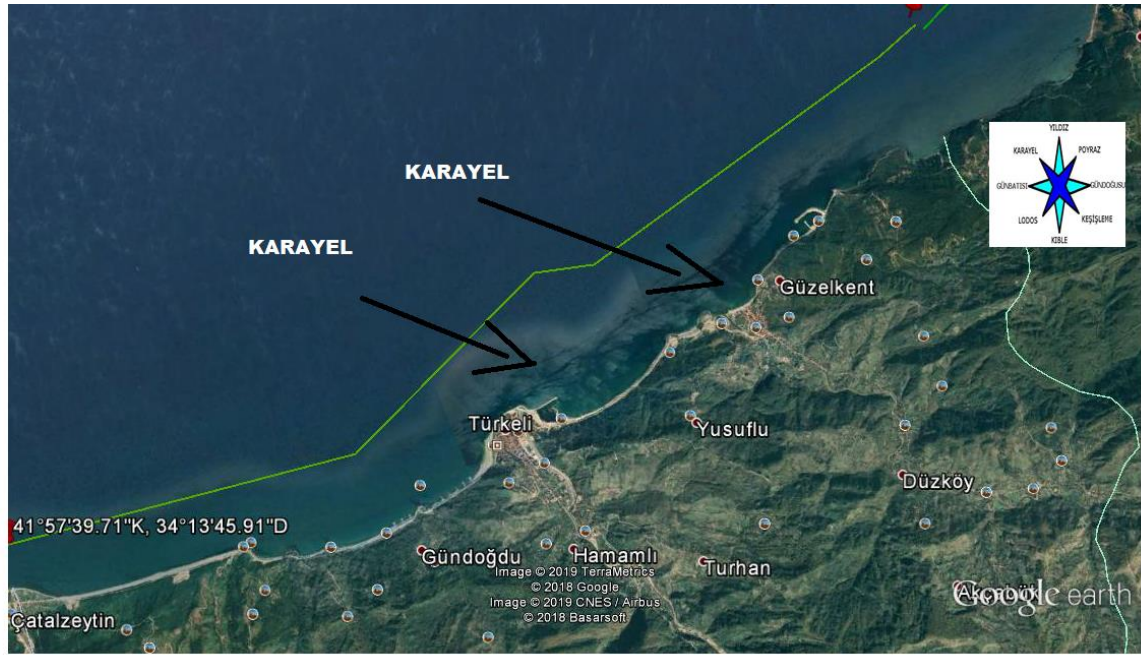 YILDIZ
KARAYEL
POYRAZ
GÜNBATISI
GÜNDOĞUSU
LODOS
KEŞİŞLEME
KIBLE
KARAYEL
KARAYEL
Güzelkent
Türkeli
Yusuflu
Düzköy
41°57'39.71"K, 34°13'45.91"D
Gündoğdu
Hamamlı
Turhan
Image © 2019 TerraMetrics
© 2018 Google
Image © 2019 CNES / Airbus
© 2018 Basarsoft
Google earth
Çatalzeytin